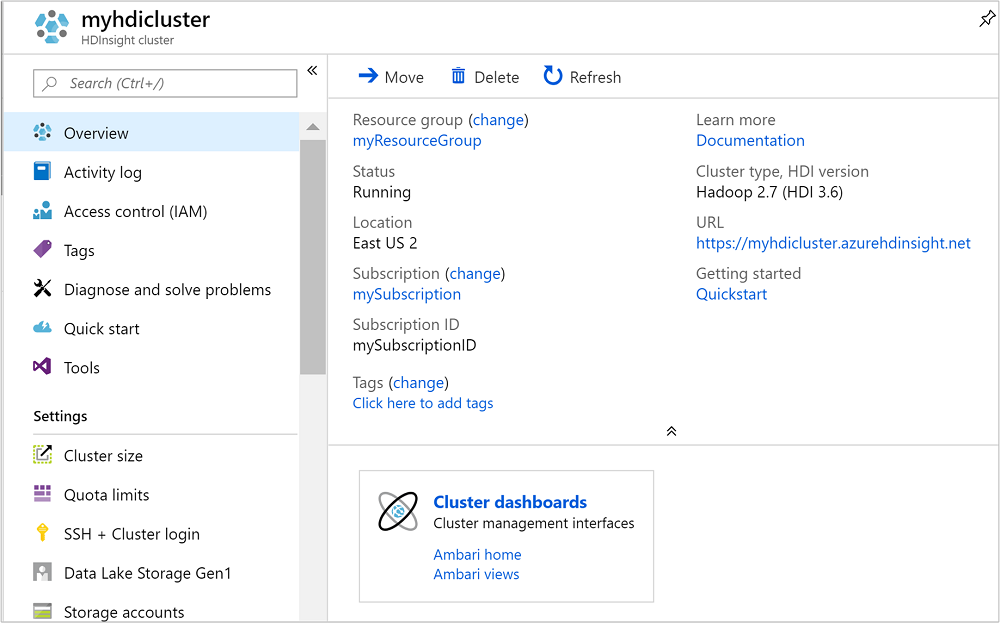 myhdicluster
HDInsight cluster
Search (Ctrl+/)
Overview
Activity log
Access control (IAM)
Tags
Diagnose and solve problems
Quick start
Tools
Settings
Cluster size
Quota limits
SSH + Cluster login
Data Lake Storage Gen1
Storage accounts
Move Delete Refresh
Resource group (change)
myResourceGroup
Status
Running
Location
East US 2
Subscription (change)
mySubscription
Subscription ID
mySubscriptionID
Tags (change)
Click here to add tags
Learn more
Documentation
Cluster type, HDI version
Hadoop 2.7 (HDI 3.6)
URL
https://myhdicluster.azurehdinsight.net
Getting started
Quickstart
Cluster dashboards
Cluster management interfaces
Ambari home
Ambari views